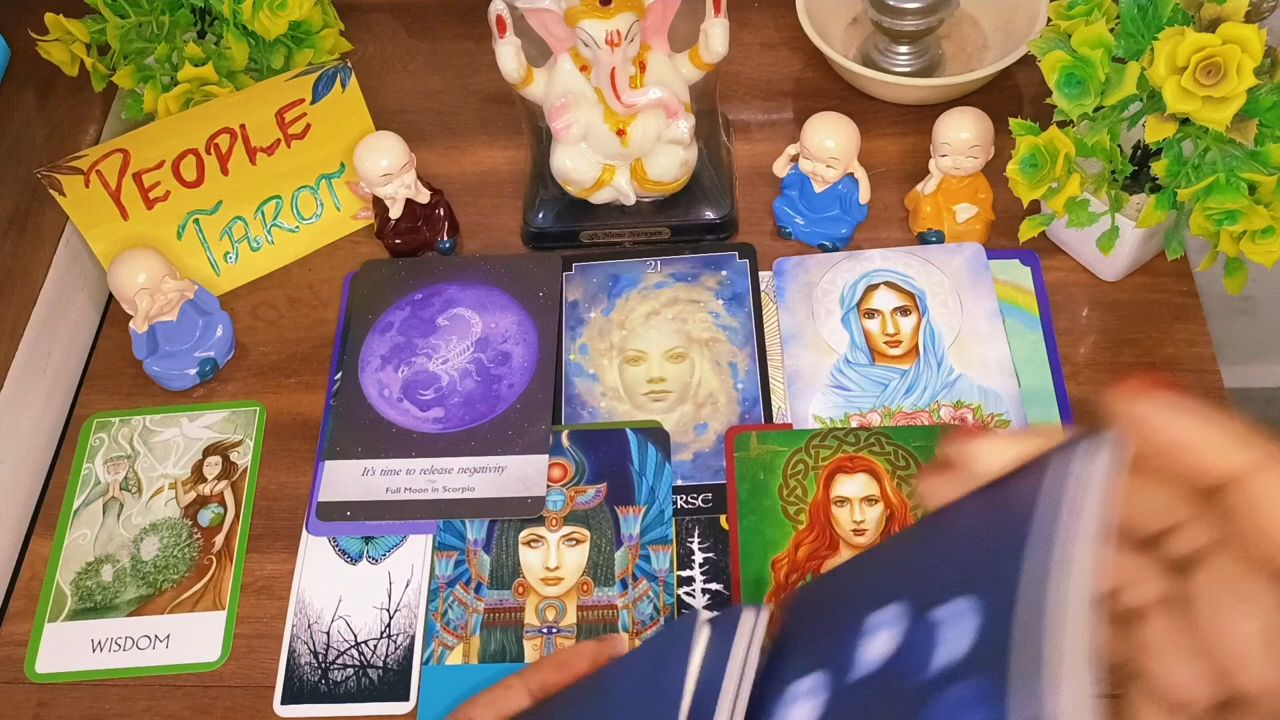 PEOPLE
TAROT
21
It's time to release negativity
Full Moon in Scorpio
ERSE
WISDOM